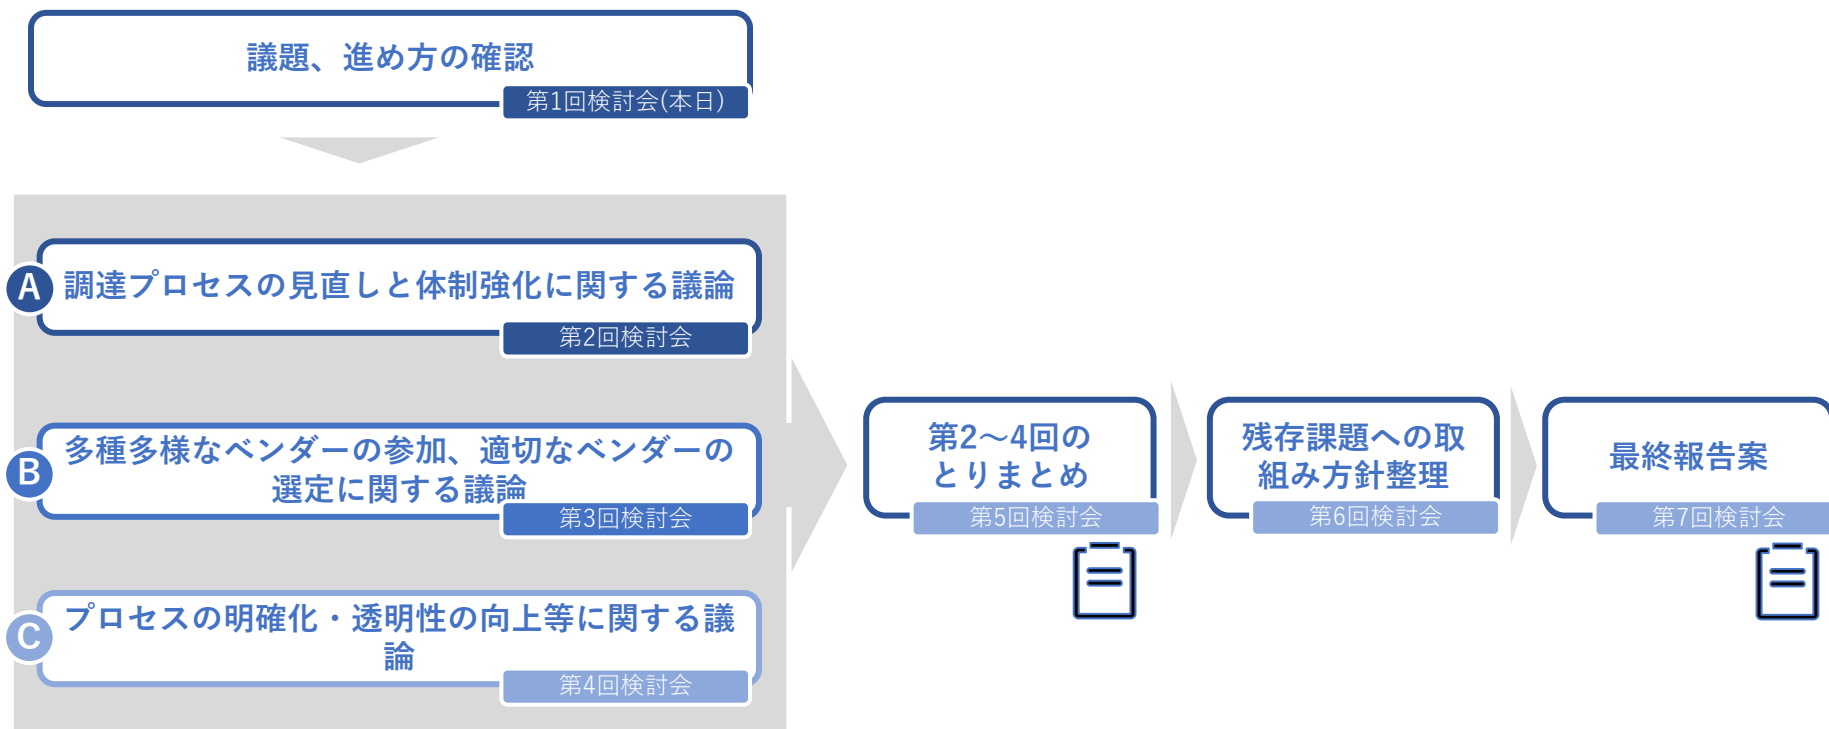 議題、進め方の確認
第1回検討会(本日)
A
調達プロセスの見直しと体制強化に関する議論
第2回検討会
B
多種多様なベンダーの参加、適切なベンダーの
選定に関する議論
第3回検討会
C
プロセスの明確化・透明性の向上等に関する議
論
第4回検討会
第2～4回の
とりまとめ
第5回検討会
残存課題への取
組み方針整理
第6回検討会
最終報告案
第7回検討会